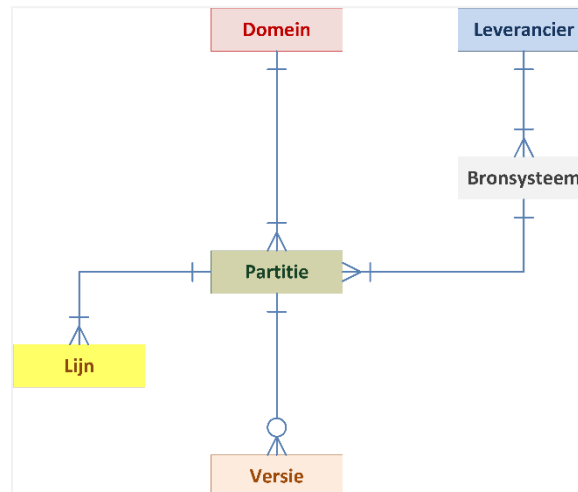 Domein
Leverancier
Bronsysteem
Partitie
Lijn
Versie